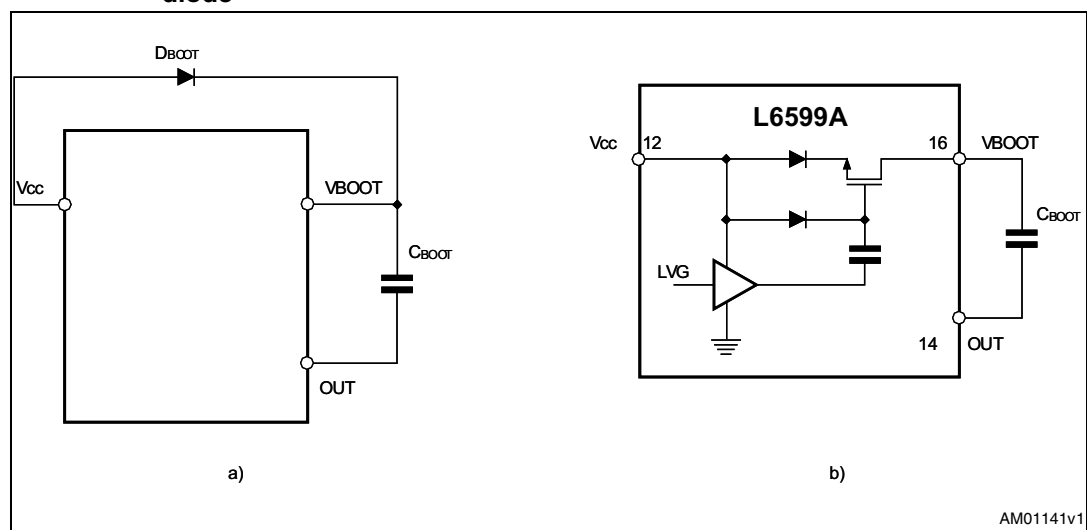 diode
DBOOT
Vcc
VBOOT
CBOOT
OUT
a)
L6599A
Vcc 12
16 VBOOT
CBOOT
LVG
14 OUT
b)
AM01141v1